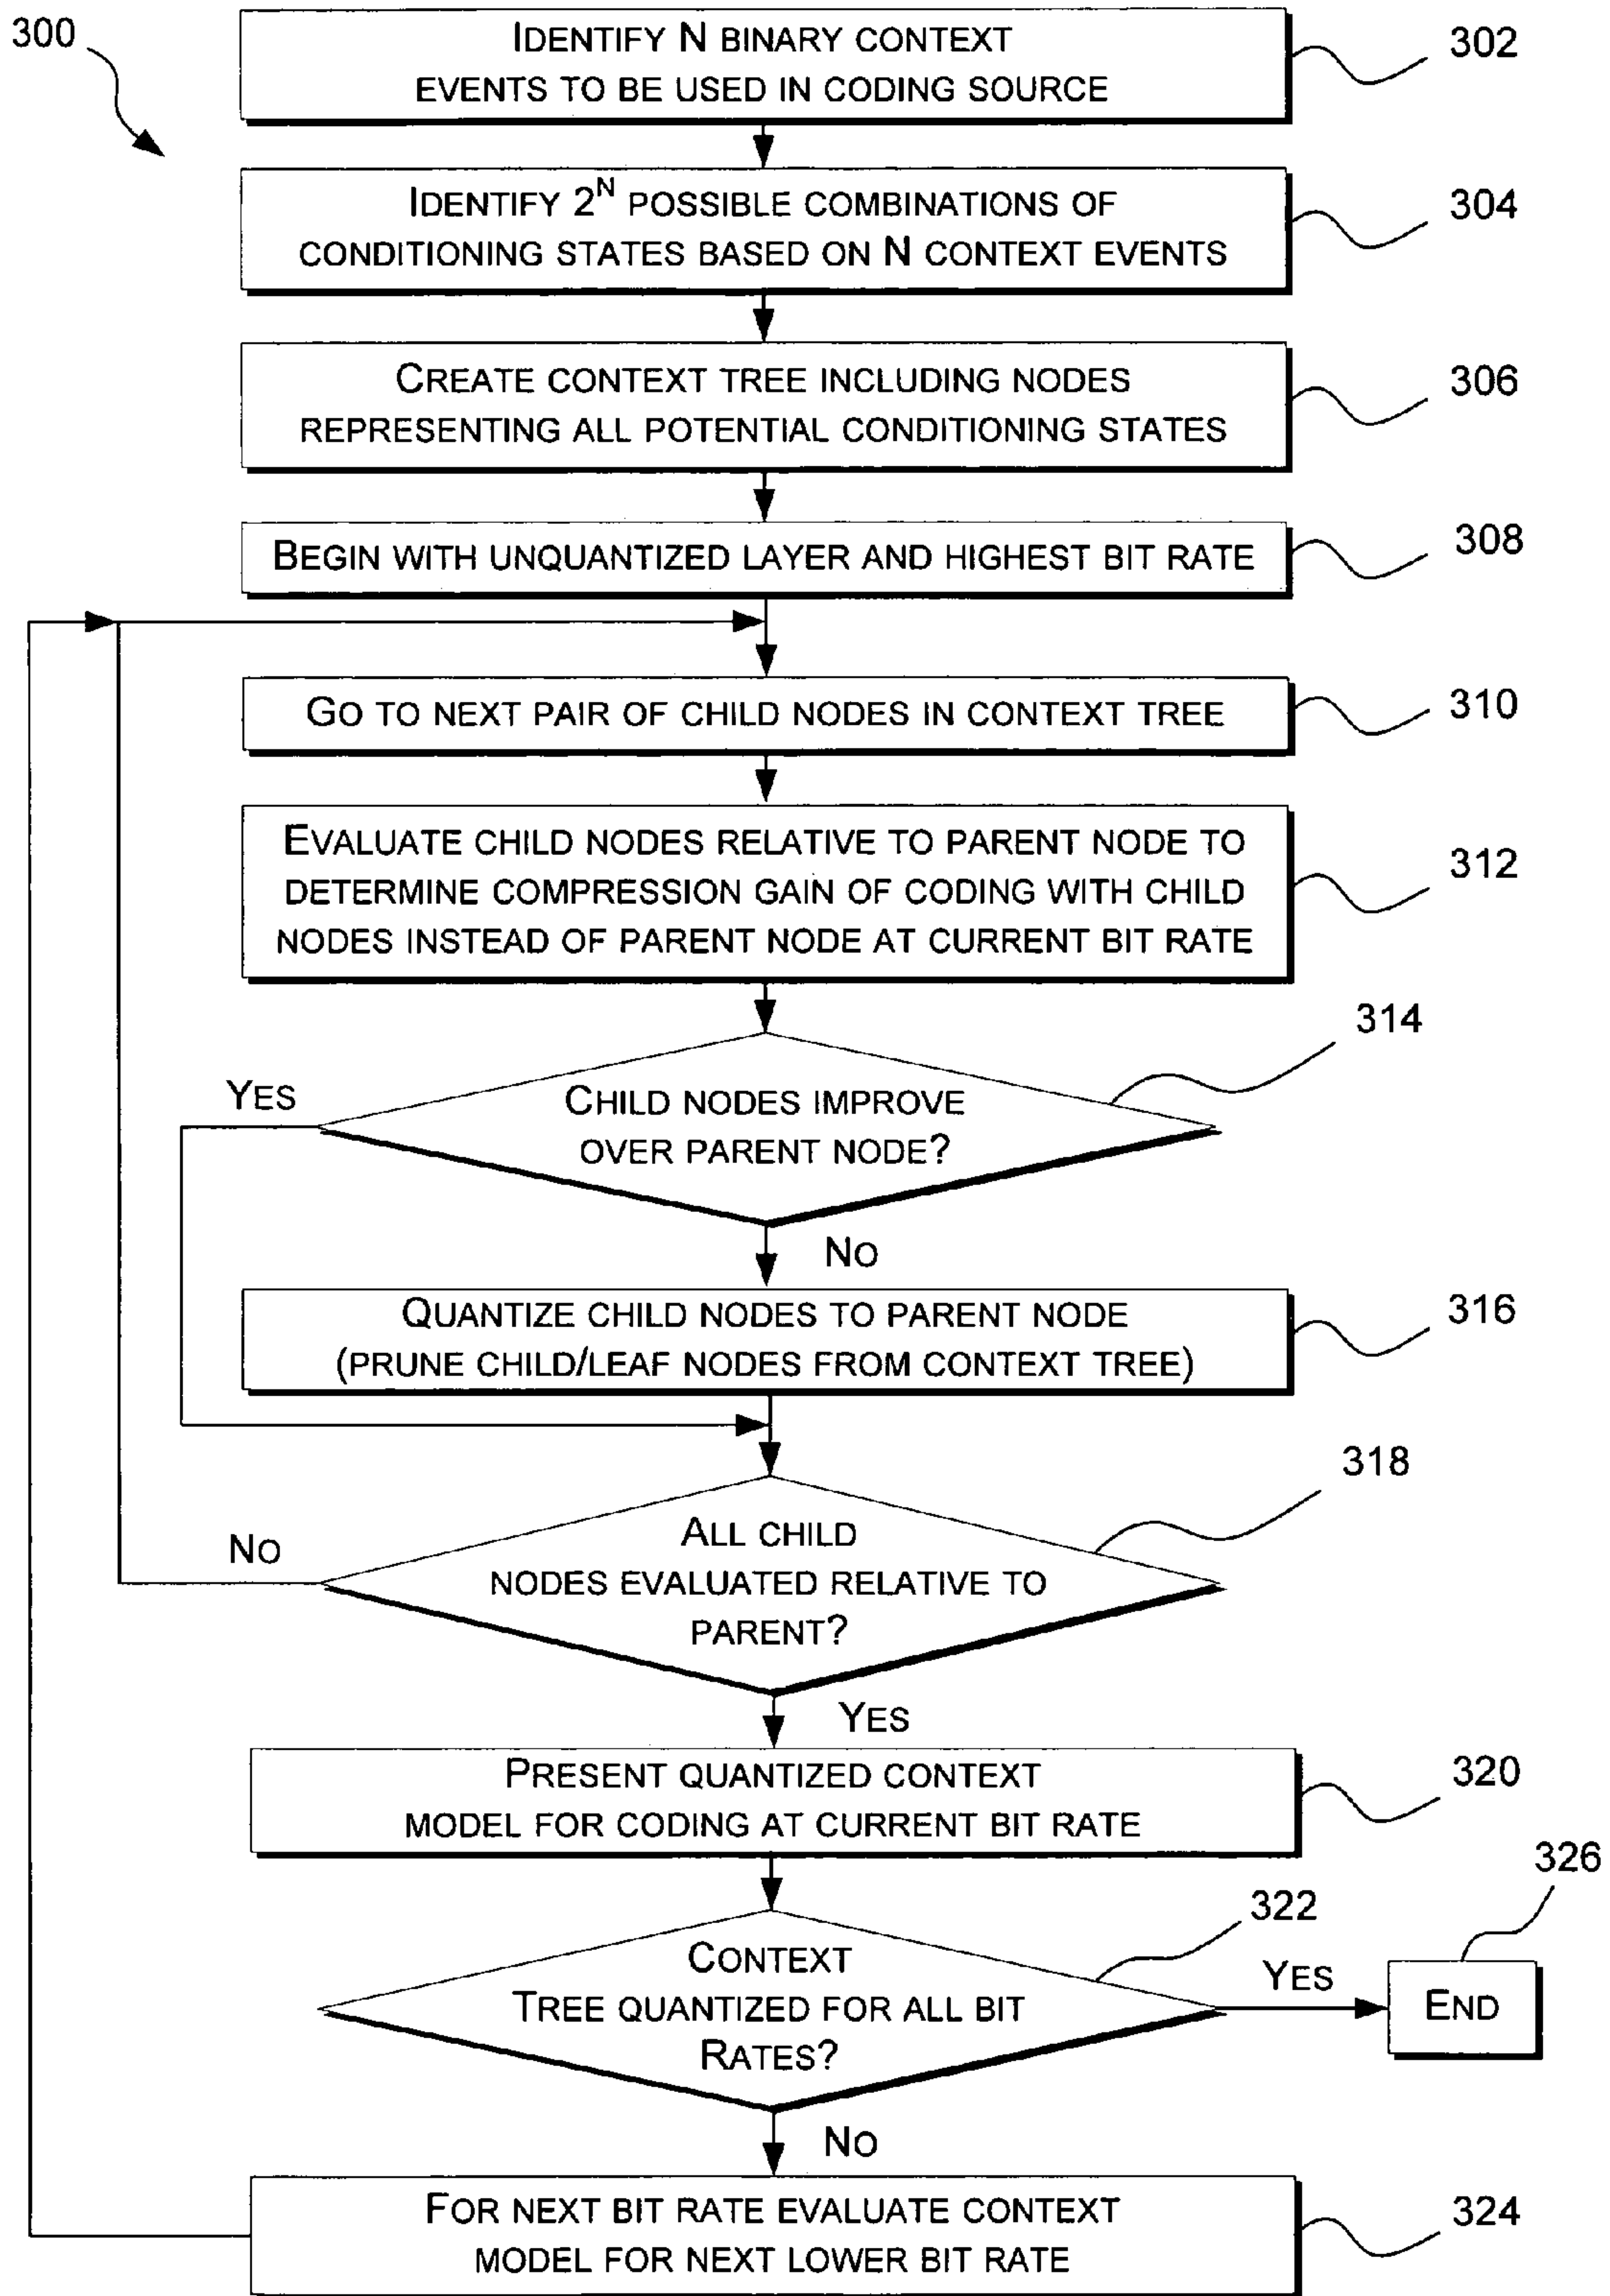 300
IDENTIFY N BINARY CONTEXT
EVENTS TO BE USED IN CODING SOURCE
302
IDENTIFY 2^N POSSIBLE COMBINATIONS OF
CONDITIONING STATES BASED ON N CONTEXT EVENTS
304
CREATE CONTEXT TREE INCLUDING NODES
REPRESENTING ALL POTENTIAL CONDITIONING STATES
306
BEGIN WITH UNQUANTIZED LAYER AND HIGHEST BIT RATE
308
GO TO NEXT PAIR OF CHILD NODES IN CONTEXT TREE
310
EVALUATE CHILD NODES RELATIVE TO PARENT NODE TO
DETERMINE COMPRESSION GAIN OF CODING WITH CHILD
NODES INSTEAD OF PARENT NODE AT CURRENT BIT RATE
312
314
YES
CHILD NODES IMPROVE
OVER PARENT NODE?
NO
QUANTIZE CHILD NODES TO PARENT NODE
(PRUNE CHILD/LEAF NODES FROM CONTEXT TREE)
316
318
NO
ALL CHILD
NODES EVALUATED RELATIVE TO
PARENT?
YES
PRESENT QUANTIZED CONTEXT
MODEL FOR CODING AT CURRENT BIT RATE
320
322
326
CONTEXT
TREE QUANTIZED FOR ALL BIT
RATES?
YES
END
NO
FOR NEXT BIT RATE EVALUATE CONTEXT
MODEL FOR NEXT LOWER BIT RATE
324